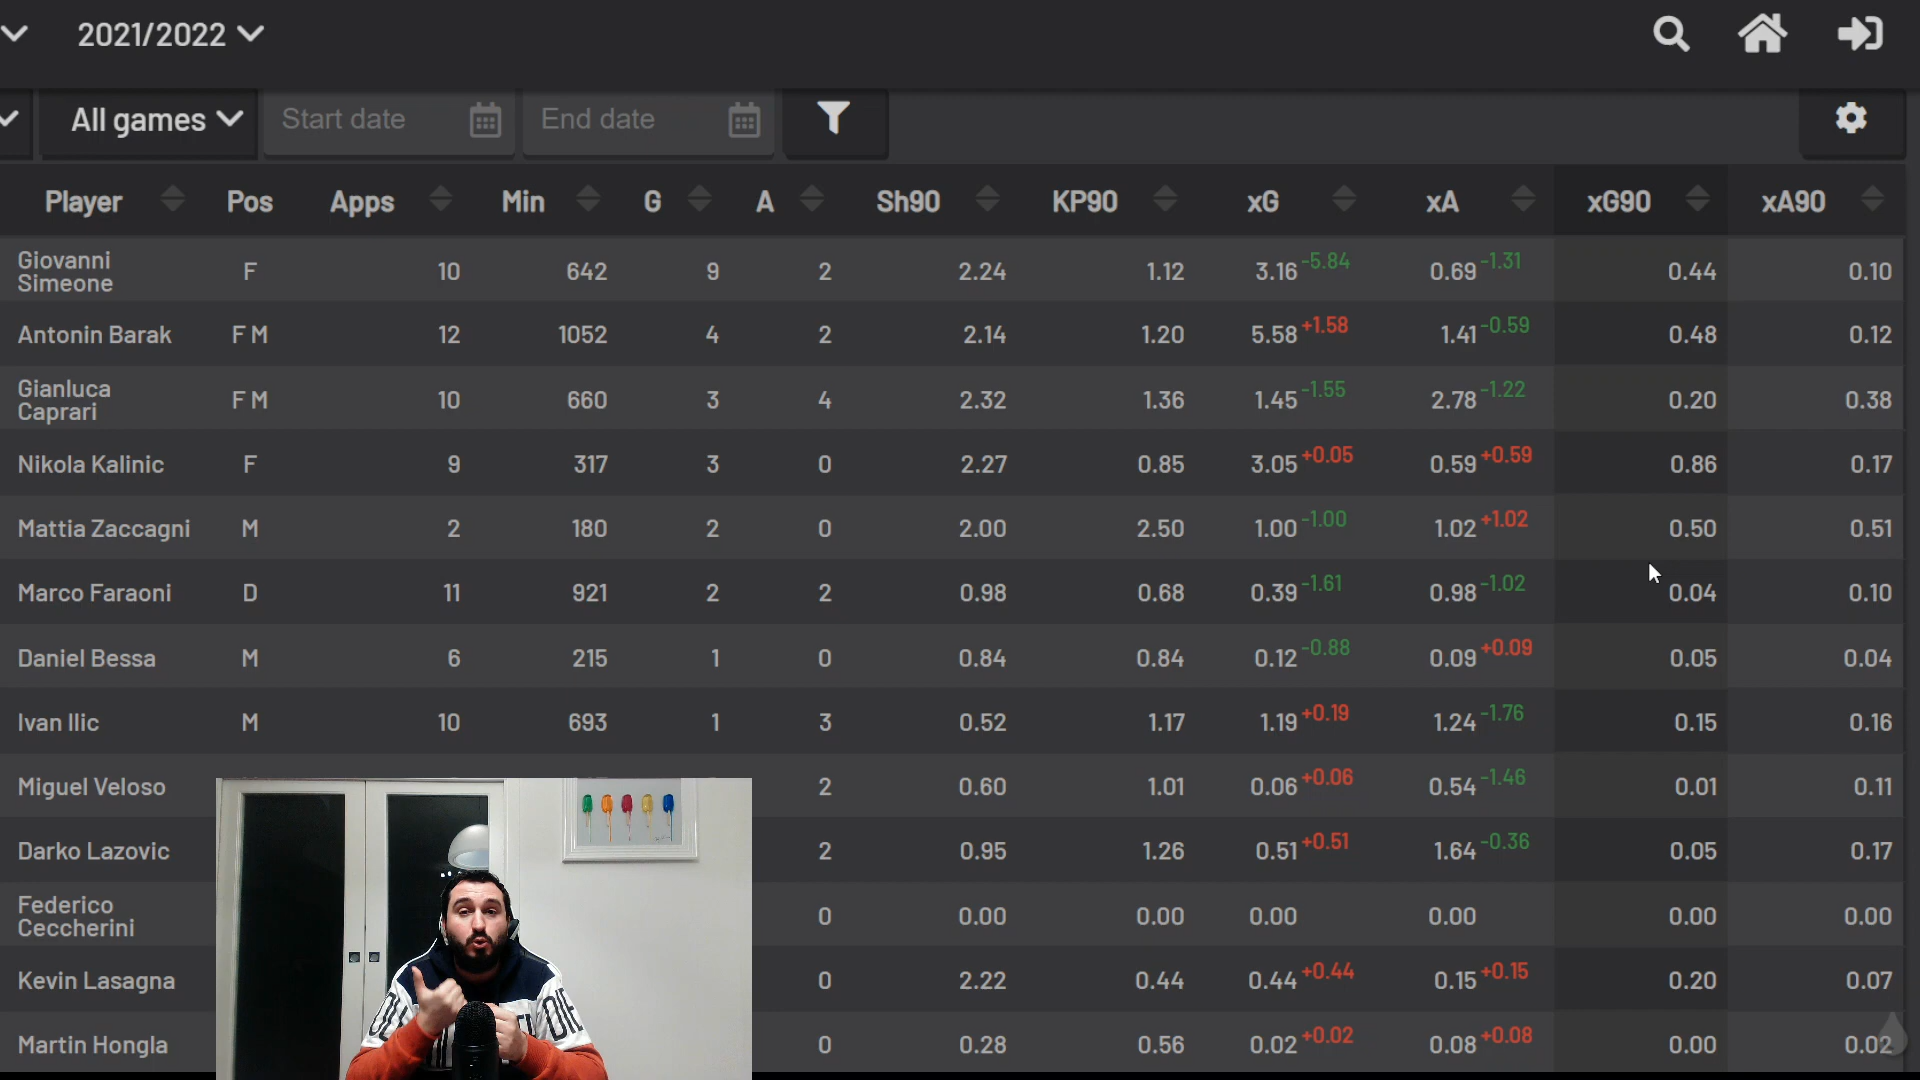 2021/2022
All games Start date End date
Player Pos Apps Min G A Sh90 KP90 xG xA xG90 xA90
Giovanni
Simeone F 10 642 9 2 2.24 1.12 3.16 -5.84 0.69 -1.31 0.44 0.10
Antonin Barak F M 12 1052 4 2 2.14 1.20 5.58 +1.58 1.41 -0.59 0.48 0.12
Gianluca
Caprari F M 10 660 3 4 2.32 1.36 1.45 -1.55 2.78 -1.22 0.20 0.38
Nikola Kalinic F 9 317 3 0 2.27 0.85 3.05 +0.05 0.59 +0.59 0.86 0.17
Mattia Zaccagni M 2 180 2 0 2.00 2.50 1.00 -1.00 1.02 +1.02 0.50 0.51
Marco Faraoni D 11 921 2 2 0.98 0.68 0.39 -1.61 0.98 -1.02 0.04 0.10
Daniel Bessa M 6 215 1 0 0.84 0.84 0.12 -0.88 0.09 +0.09 0.05 0.04
Ivan Ilic M 10 693 1 3 0.52 1.17 1.19 +0.19 1.24 -1.76 0.15 0.16
Miguel Veloso 2 0.60 1.01 0.06 +0.06 0.54 -1.46 0.01 0.11
Darko Lazovic 2 0.95 1.26 0.51 +0.51 1.64 -0.36 0.05 0.17
Federico
Ceccherini 0 0.00 0.00 0.00 0.00 0.00 0.00
Kevin Lasagna 0 2.22 0.44 0.44 +0.44 0.15 +0.15 0.20 0.07
Martin Hongla 0 0.28 0.56 0.02 +0.02 0.08 +0.08 0.00 0.02